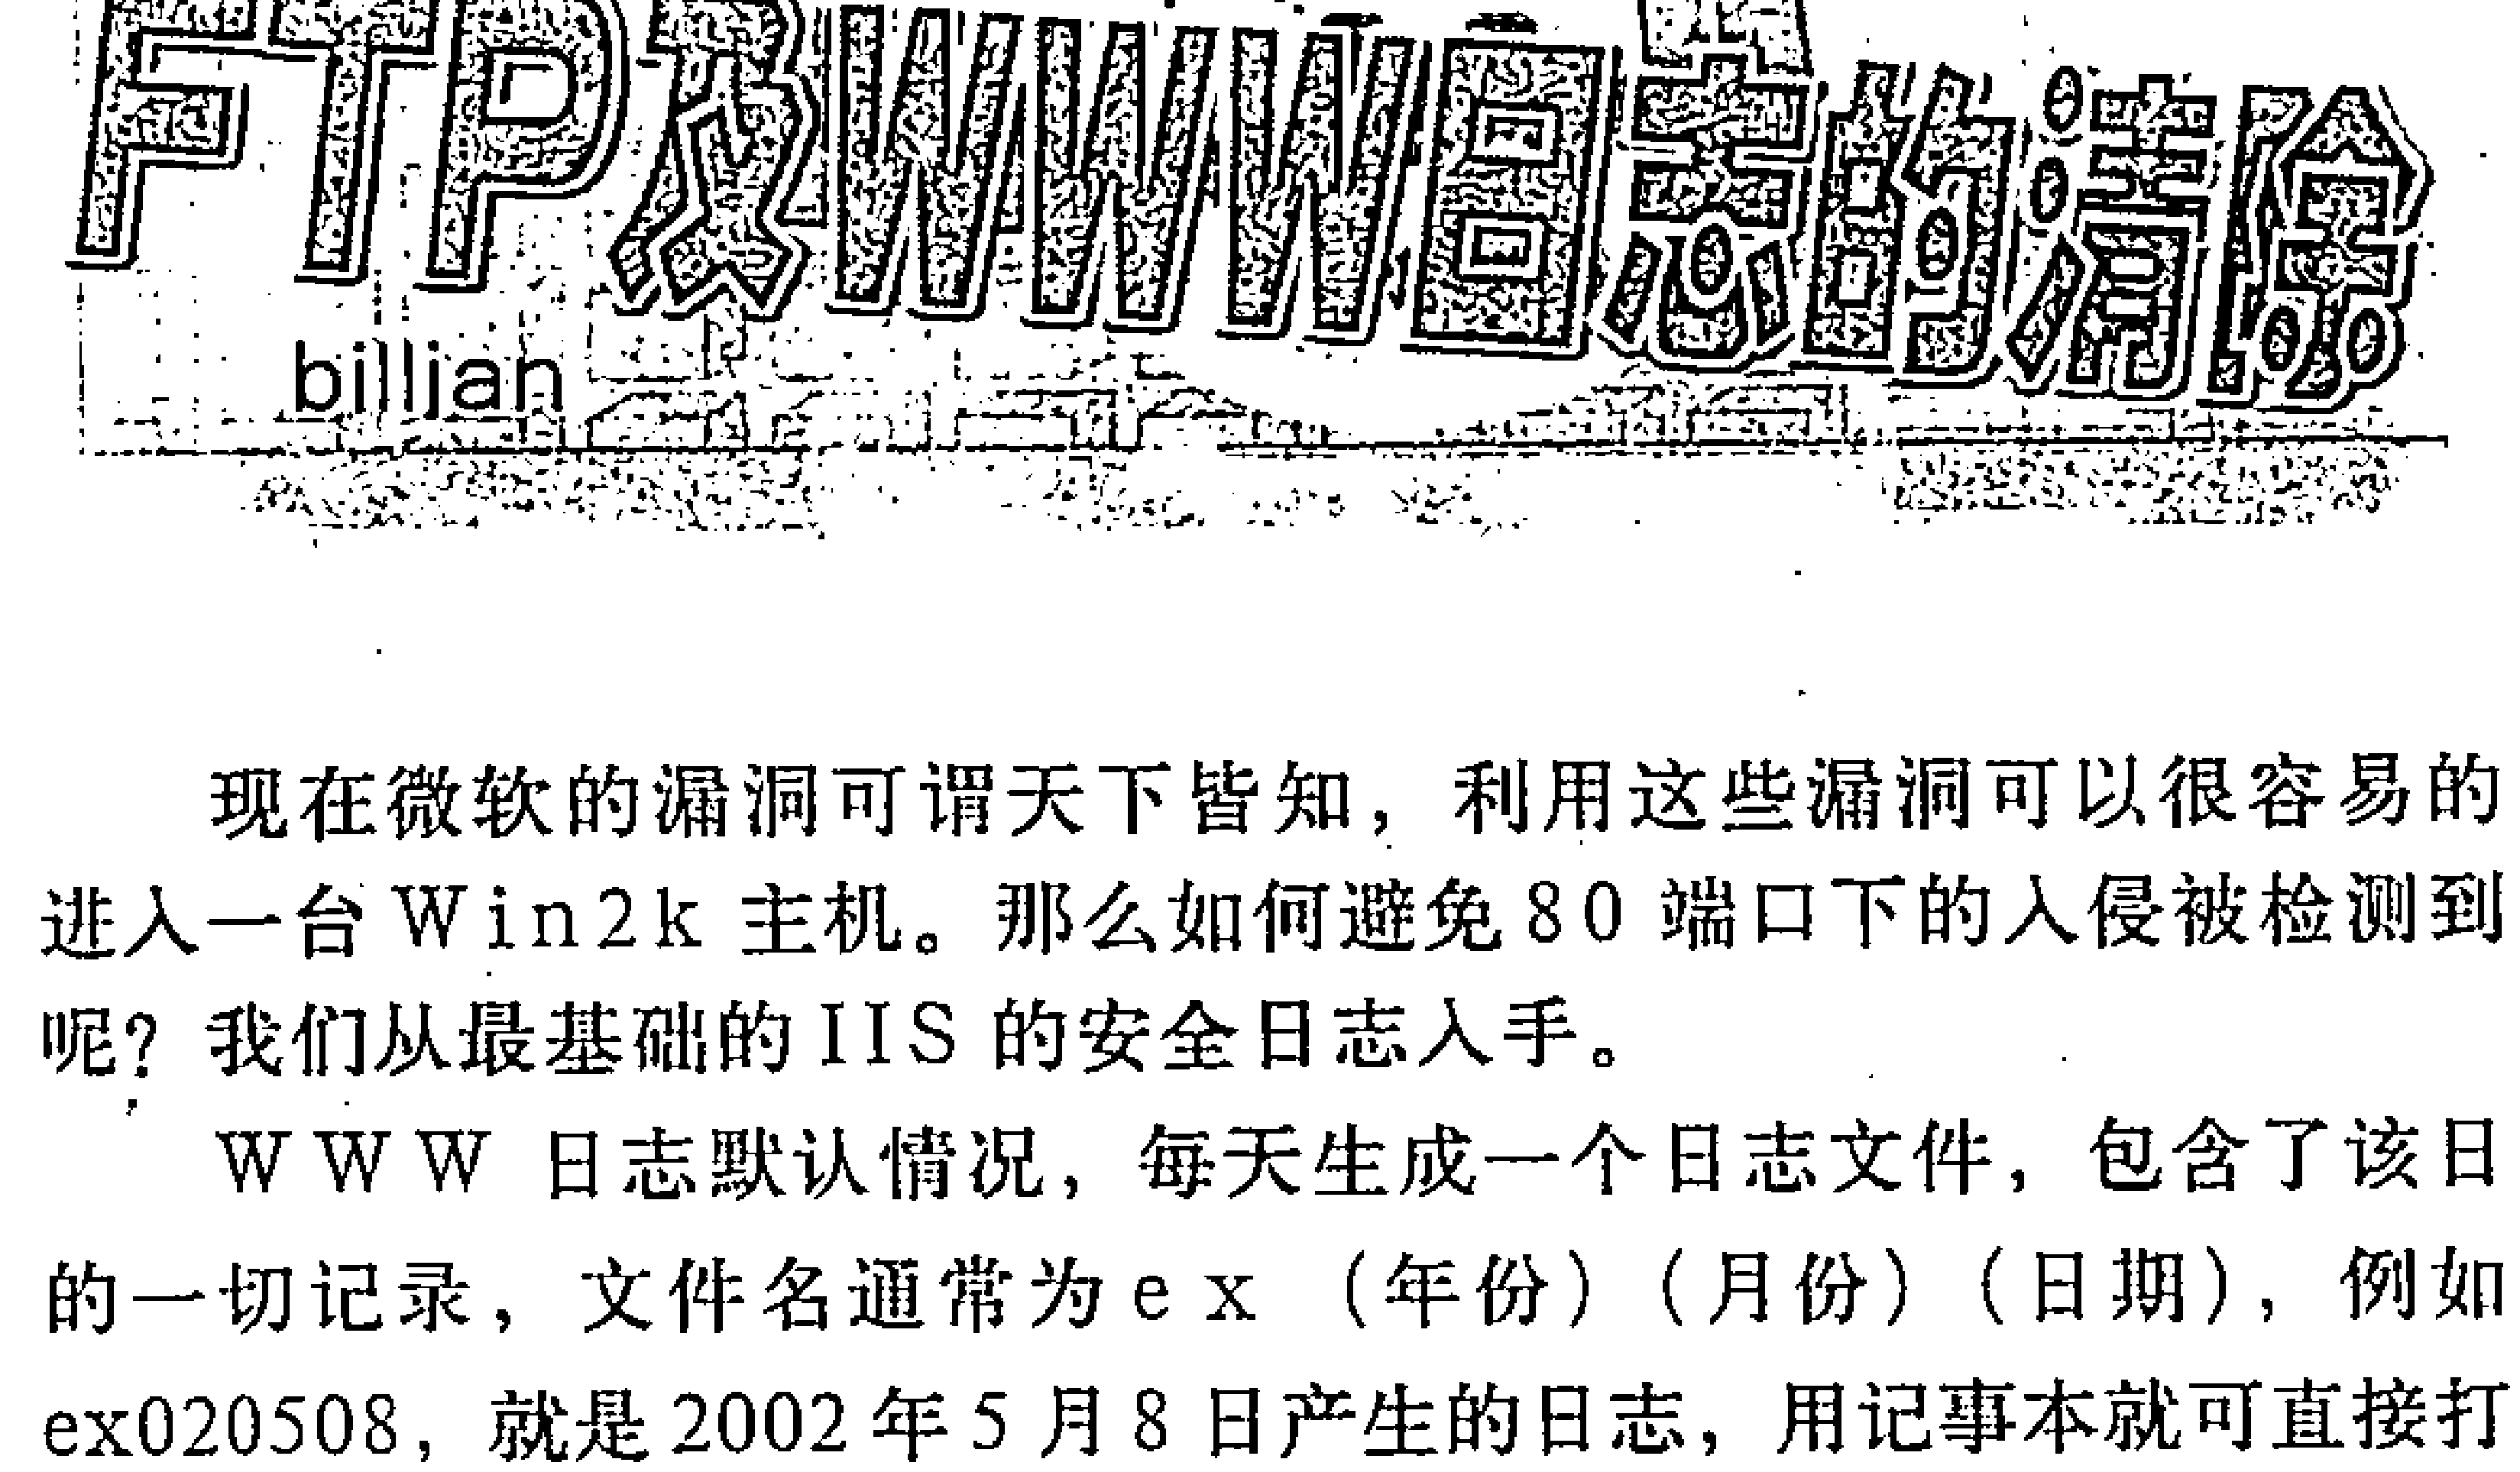 FTP及WWW日志的清除
billjan
现在微软的漏洞可谓天下皆知，利用这些漏洞可以很容易的
进入一台Win2k 主机。那么如何避免80 端口下的入侵被检测到
呢？我们从最基础的IIS 的安全日志入手。
WWW 日志默认情况，每天生成一个日志文件，包含了该日
的一切记录，文件名通常为ex （年份）（月份）（日期），例如
ex020508，就是2002年5月8日产生的日志，用记事本就可直接打